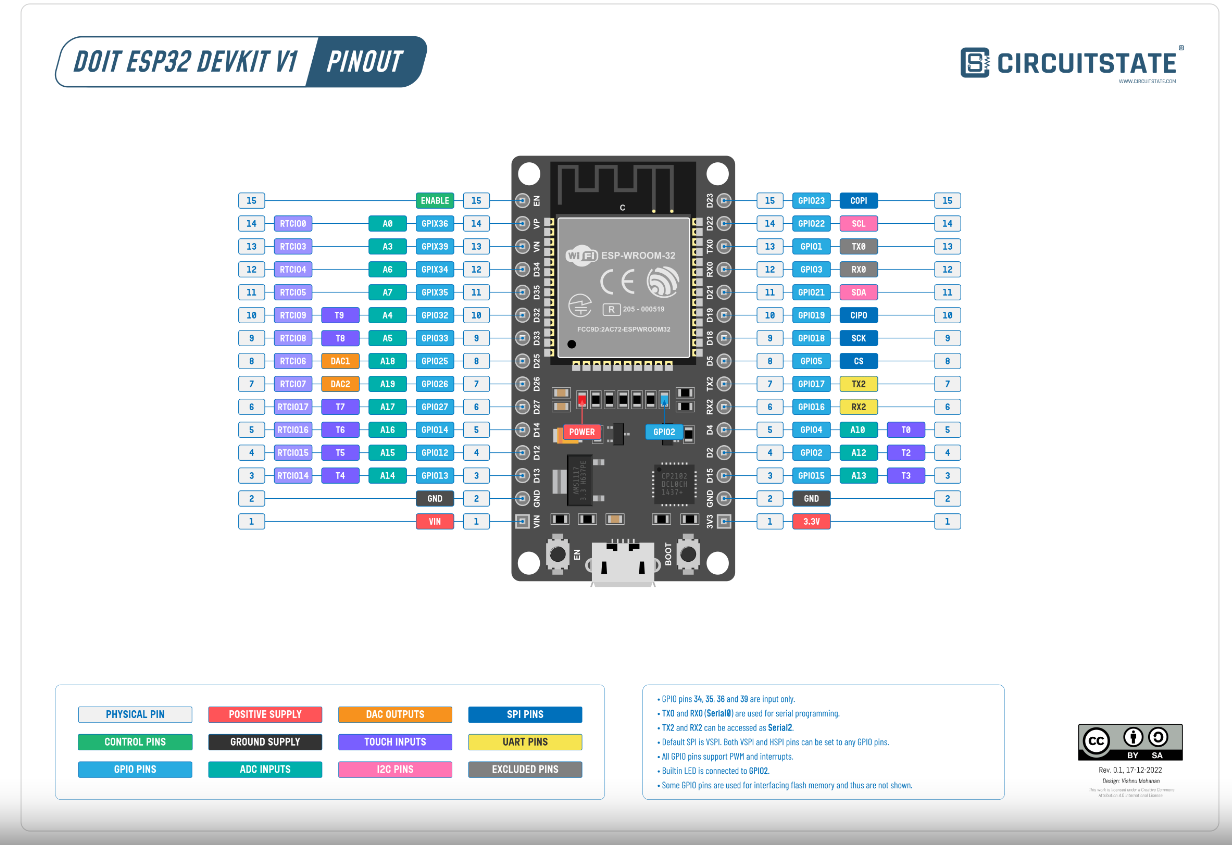 DOIT ESP32 DEVKIT V1 PINOUT
CIRCUITSTATE
WWW.CIRCUITSTATE.COM
15 ENABLE 15 EN D23 15 GPIO23 COPI 15
14 RTCIO0 A0 GPIX36 14 VP D22 14 GPIO22 SCL 14
13 RTCIO3 A3 GPIX39 13 VN TX0 13 GPIO1 TX0 13
12 RTCIO4 A6 GPIX34 12 D34 RX0 12 GPIO3 RX0 12
11 RTCIO5 A7 GPIX35 11 D35 D21 11 GPIO21 SDA 11
10 RTCIO9 T9 A4 GPIO32 10 D32 D19 10 GPIO19 CIPO 10
9 RTCIO8 T8 A5 GPIO33 9 D33 D18 9 GPIO18 SCK 9
8 RTCIO6 DAC1 A18 GPIO25 8 D25 D5 8 GPIO5 CS 8
7 RTCIO7 DAC2 A19 GPIO26 7 D26 TX2 7 GPIO17 TX2 7
6 RTCIO17 T7 A17 GPIO27 6 D27 RX2 6 GPIO16 RX2 6
5 RTCIO16 T6 A16 GPIO14 5 D14 D4 5 GPIO4 A10 T0 5
4 RTCIO15 T5 A15 GPIO12 4 D12 D2 4 GPIO2 A12 T2 4
3 RTCIO14 T4 A14 GPIO13 3 D13 D15 3 GPIO15 A13 T3 3
2 GND 2 GND GND 2 GND 2
1 VIN 1 VIN 3V3 1 3.3V 1
C
WiFi ESP-WROOM-32
CE
R 205 - 000519
FCC9D:2AC72-ESPWROOM32
POWER GPIO2
AMS1117
CP2102
DCL0CH
1437+
EN BOOT
PHYSICAL PIN POSITIVE SUPPLY DAC OUTPUTS SPI PINS
CONTROL PINS GROUND SUPPLY TOUCH INPUTS UART PINS
GPIO PINS ADC INPUTS I2C PINS EXCLUDED PINS
• GPIO pins 34, 35, 36 and 39 are input only.
• TX0 and RX0 (Serial0) are used for serial programming.
• TX2 and RX2 can be accessed as Serial2.
• Default SPI is VSPI. Both VSPI and HSPI pins can be set to any GPIO pins.
• All GPIO pins support PWM and interrupts.
• Builtin LED is connected to GPIO2.
• Some GPIO pins are used for interfacing flash memory and thus are not shown.
CC BY SA
Rev. 0.1, 17-12-2022
Design: Vishnu Mohanan